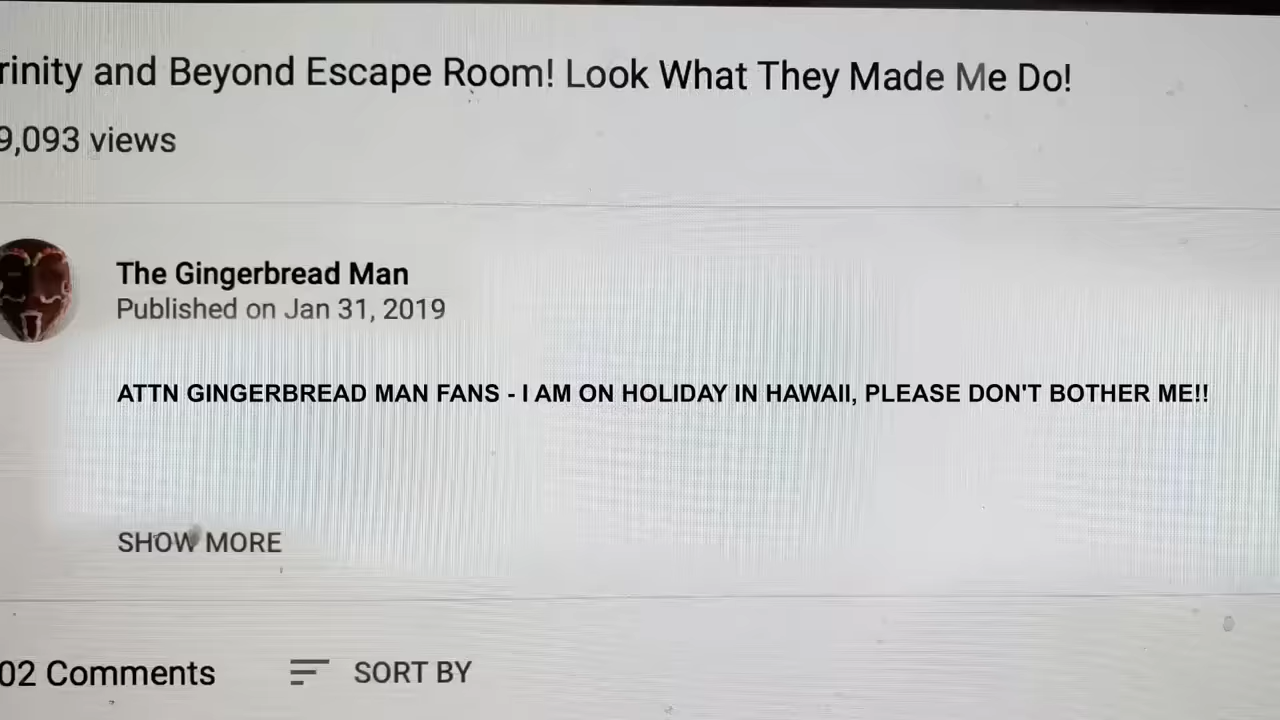 rinity and Beyond Escape Room! Look What They Made Me Do!
9,093 views
The Gingerbread Man
Published on Jan 31, 2019
ATTN GINGERBREAD MAN FANS - I AM ON HOLIDAY IN HAWAII, PLEASE DON'T BOTHER ME!!
SHOW MORE
02 Comments
SORT BY